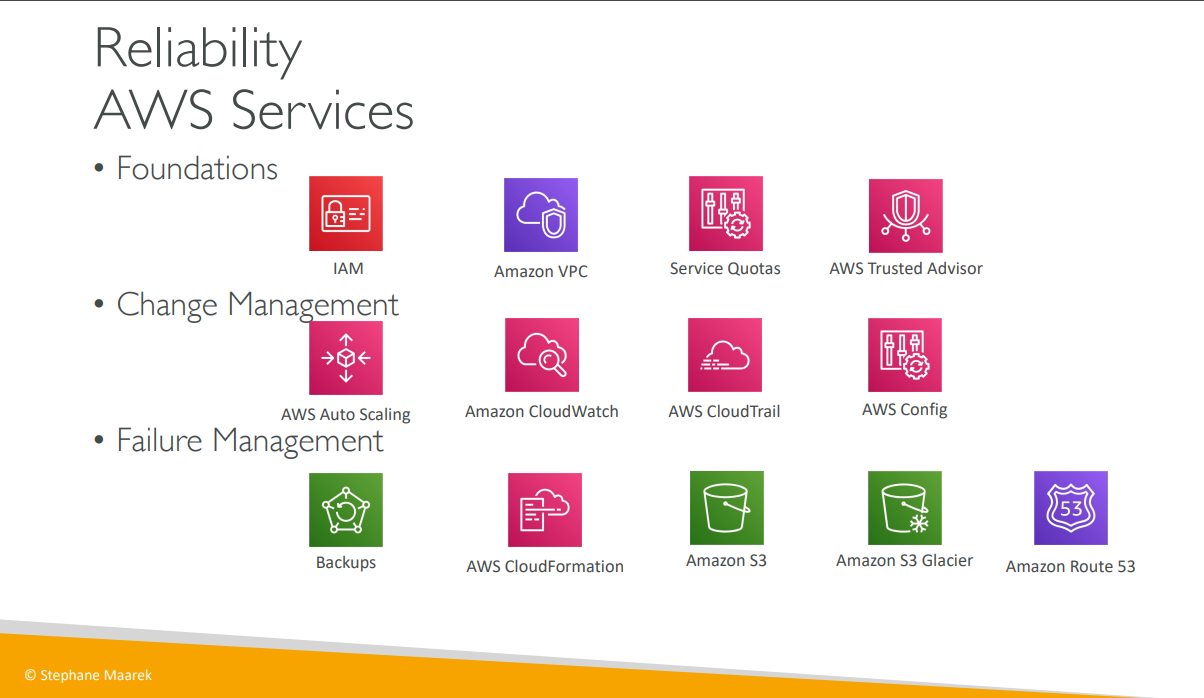 Reliability
AWS Services
• Foundations
IAM
Amazon VPC
Service Quotas
AWS Trusted Advisor
• Change Management
AWS Auto Scaling
Amazon CloudWatch
AWS CloudTrail
AWS Config
• Failure Management
Backups
AWS CloudFormation
Amazon S3
Amazon S3 Glacier
53
Amazon Route 53
© Stephane Maarek